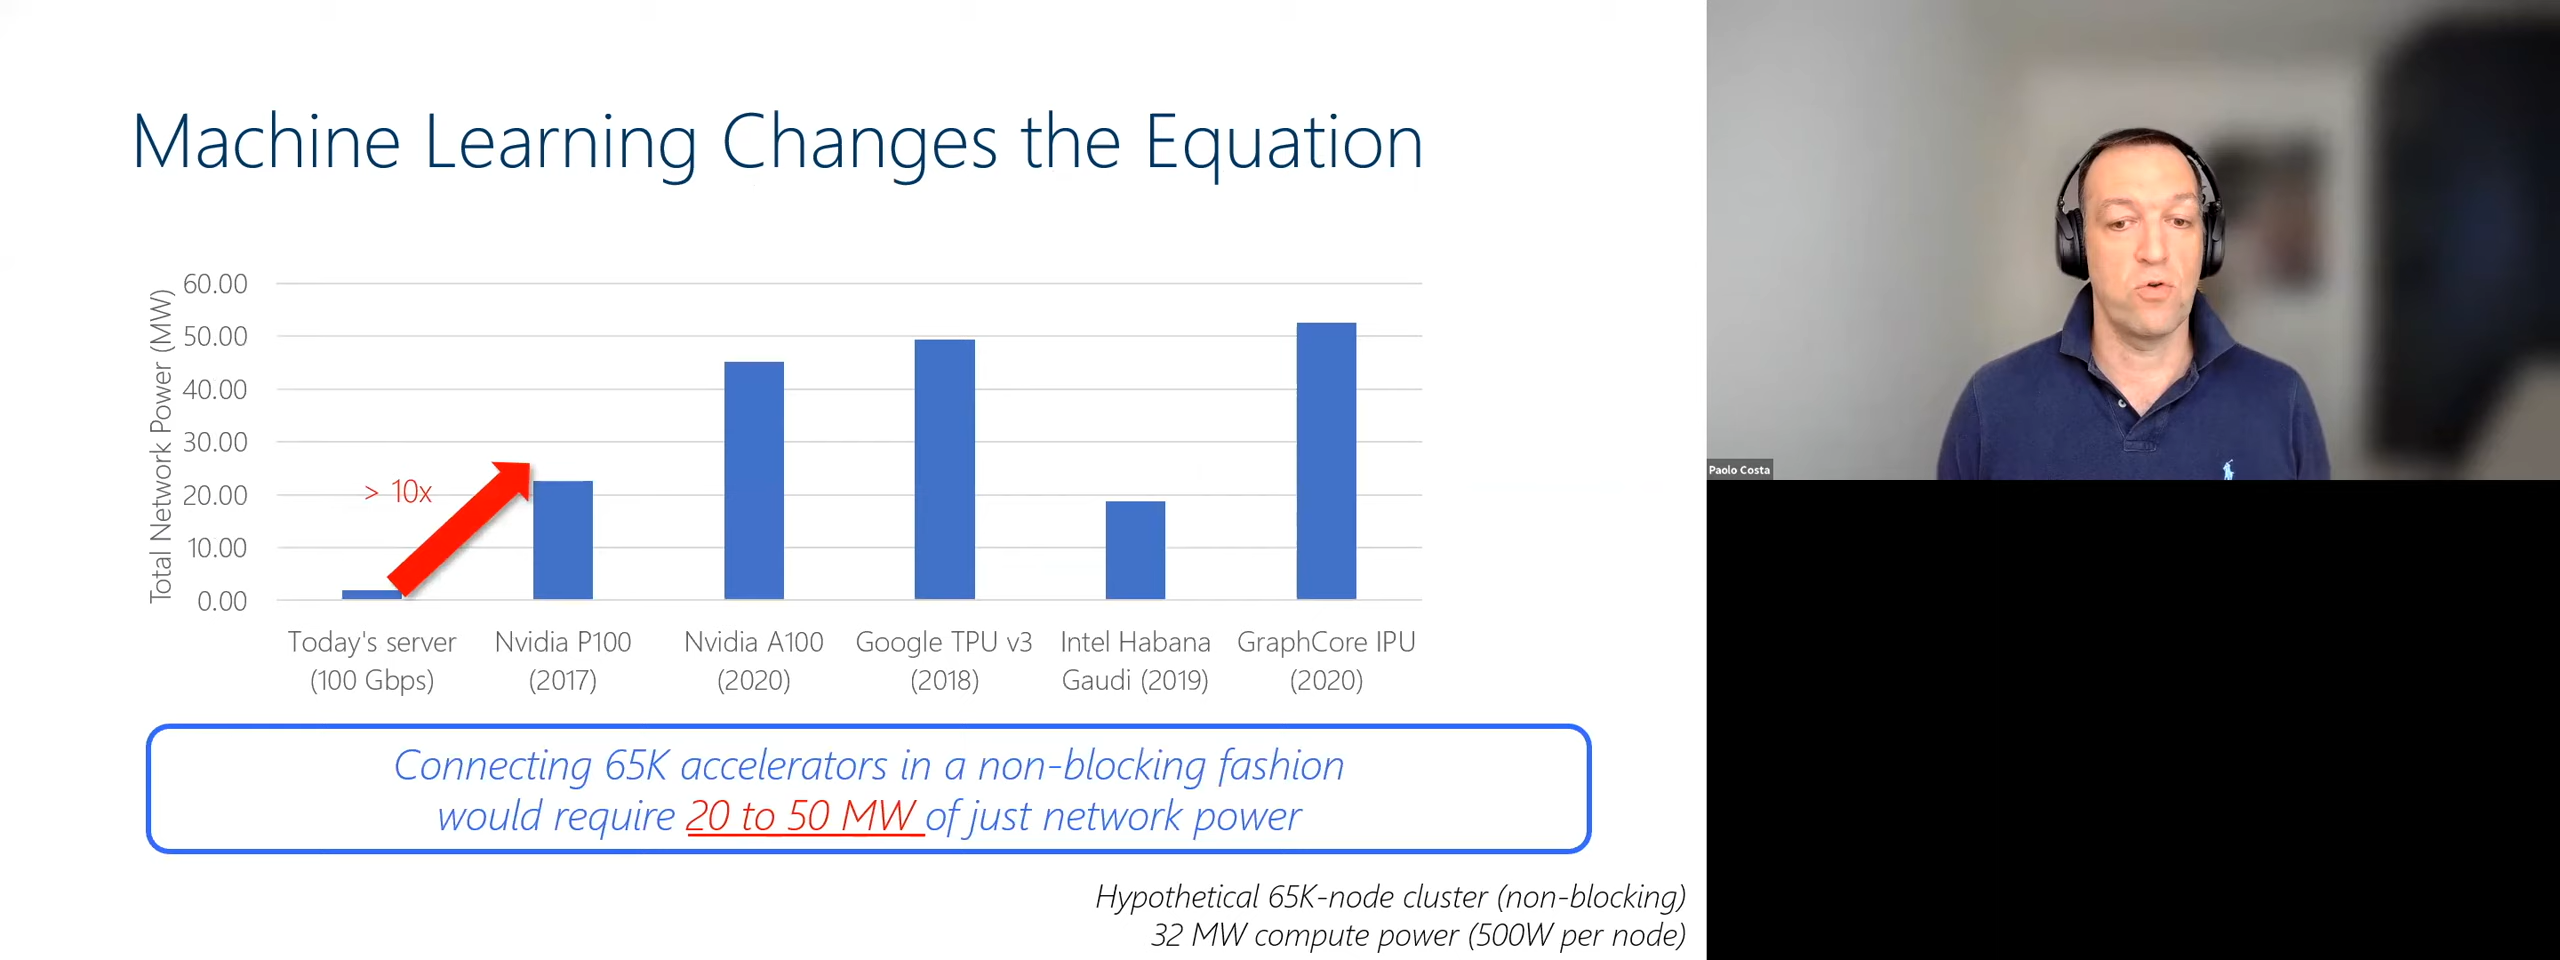 Machine Learning Changes the Equation
Total Network Power (MW)
60.00
50.00
40.00
30.00
20.00
10.00
0.00
> 10x
Today's server
(100 Gbps)
Nvidia P100
(2017)
Nvidia A100
(2020)
Google TPU v3
(2018)
Intel Habana
Gaudi (2019)
GraphCore IPU
(2020)
Connecting 65K accelerators in a non-blocking fashion
would require 20 to 50 MW of just network power
Hypothetical 65K-node cluster (non-blocking)
32 MW compute power (500W per node)
Paolo Costa